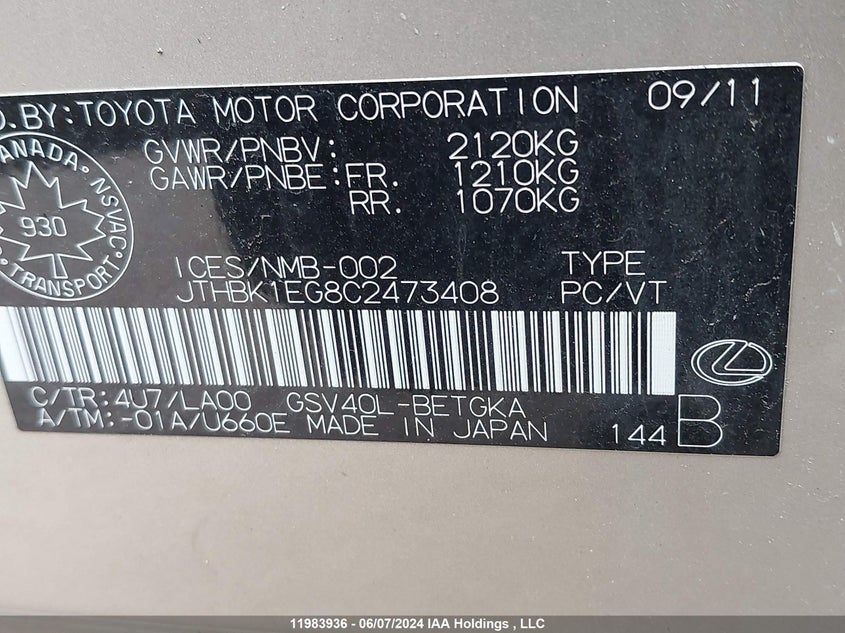 D.BY:TOYOTA MOTOR CORPORATION 09/11
GVWR/PNBV: 2120KG
GAWR/PNBE:FR. 1210KG
RR. 1070KG
CANADA NSVAC·
930
TRANSPORT·
ICES/NMB-002 TYPE
JTHBK1EG8C2473408 PC/VT
C/TR:4U7/LA00 GSV40L-BETGKA
A/TM:-01A/U660E MADE IN JAPAN 144 B
11983936 - 06/07/2024 IAA Holdings , LLC